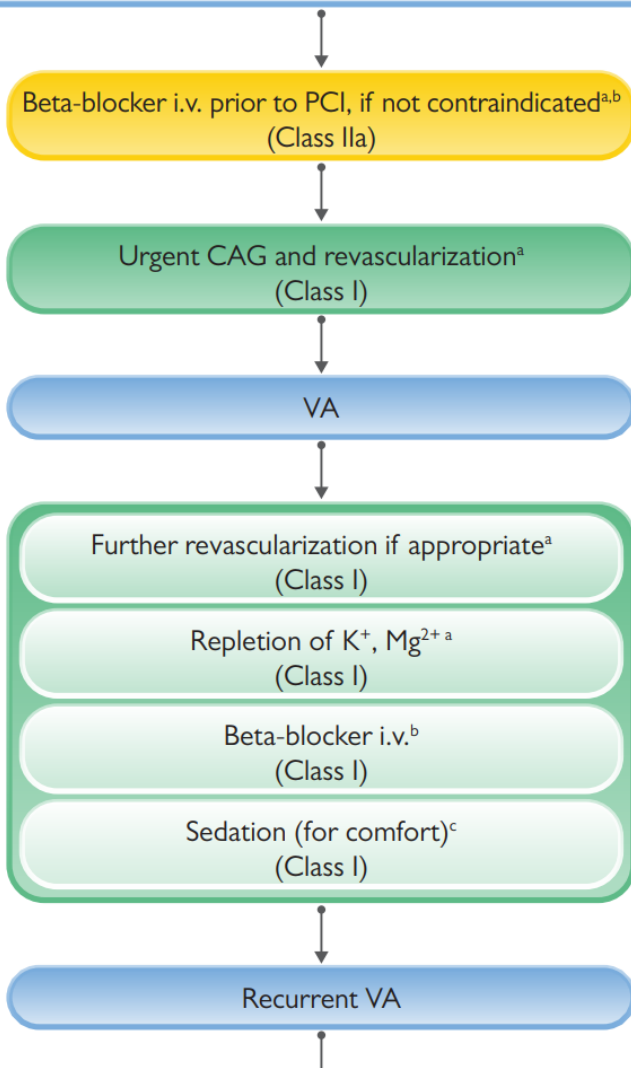 Beta-blocker i.v. prior to PCI, if not contraindicatedᵃ,ᵇ
(Class IIa)
Urgent CAG and revascularizationᵃ
(Class I)
VA
Further revascularization if appropriateᵃ
(Class I)
Repletion of K⁺, Mg²⁺ ᵃ
(Class I)
Beta-blocker i.v.ᵇ
(Class I)
Sedation (for comfort)ᶜ
(Class I)
Recurrent VA